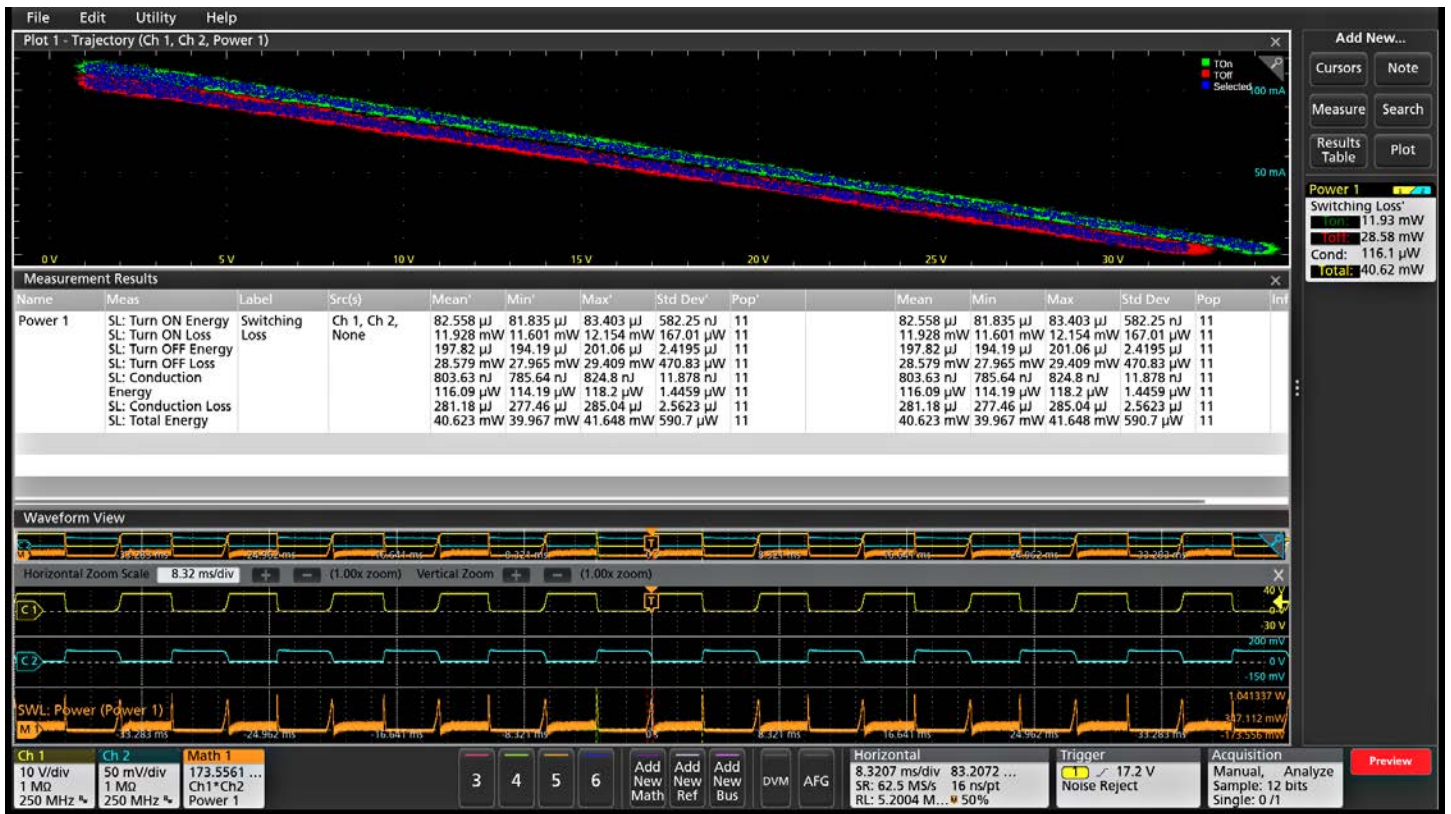 File Edit Utility Help
Plot 1 - Trajectory (Ch 1, Ch 2, Power 1)
TOn
TOff
Selected
100 mA
50 mA
0 V 5 V 10 V 15 V 20 V 25 V 30 V
Measurement Results
Name Meas Label Src(s) Mean' Min' Max' Std Dev' Pop' Mean Min Max Std Dev Pop Inf
Power 1 SL: Turn ON Energy Switching Ch 1, Ch 2, 82.558 µJ 81.835 µJ 83.403 µJ 582.25 nJ 11 82.558 µJ 81.835 µJ 83.403 µJ 582.25 nJ 11
SL: Turn ON Loss Loss None 11.928 mW 11.601 mW 12.154 mW 167.01 µW 11 11.928 mW 11.601 mW 12.154 mW 167.01 µW 11
SL: Turn OFF Energy 197.82 µJ 194.19 µJ 201.06 µJ 2.4195 µJ 11 197.82 µJ 194.19 µJ 201.06 µJ 2.4195 µJ 11
SL: Turn OFF Loss 28.579 mW 27.965 mW 29.409 mW 470.83 µW 11 28.579 mW 27.965 mW 29.409 mW 470.83 µW 11
SL: Conduction 803.63 nJ 785.64 nJ 824.8 nJ 11.878 nJ 11 803.63 nJ 785.64 nJ 824.8 nJ 11.878 nJ 11
Energy 116.09 µW 114.19 µW 118.2 µW 1.4459 µW 11 116.09 µW 114.19 µW 118.2 µW 1.4459 µW 11
SL: Conduction Loss 281.18 µJ 277.46 µJ 285.04 µJ 2.5623 µJ 11 281.18 µJ 277.46 µJ 285.04 µJ 2.5623 µJ 11
SL: Total Energy 40.623 mW 39.967 mW 41.648 mW 590.7 µW 11 40.623 mW 39.967 mW 41.648 mW 590.7 µW 11
Waveform View
T
M -33.283 ms -24.962 ms -16.641 ms -8.321 ms 8.321 ms 16.641 ms 24.962 ms 33.283 ms
Horizontal Zoom Scale 8.32 ms/div + - (1.00x zoom) Vertical Zoom + - (1.00x zoom)
T
40 V
C 1
0 V
-30 V
200 mV
C 2
0 V
-150 mV
1.041337 W
SWL: Power (Power 1)
347.112 mW
M 1
-33.283 ms -24.962 ms -16.641 ms -8.321 ms 0 s 8.321 ms 16.641 ms 24.962 ms 33.283 ms
-173.556 mW
Ch 1
10 V/div
1 MΩ
250 MHz
Ch 2
50 mV/div
1 MΩ
250 MHz
Math 1
173.5561 ...
Ch1*Ch2
Power 1
3 4 5 6
Add New Math
Add New Ref
Add New Bus
DVM AFG
Horizontal
8.3207 ms/div 83.2072 ...
SR: 62.5 MS/s 16 ns/pt
RL: 5.2004 M... 50%
Trigger
1 17.2 V
Noise Reject
Acquisition
Manual, Analyze
Sample: 12 bits
Single: 0 /1
Preview
Add New...
Cursors Note
Measure Search
Results Table Plot
Power 1 1 2
Switching Loss'
Ton: 11.93 mW
Toff: 28.58 mW
Cond: 116.1 µW
Total: 40.62 mW